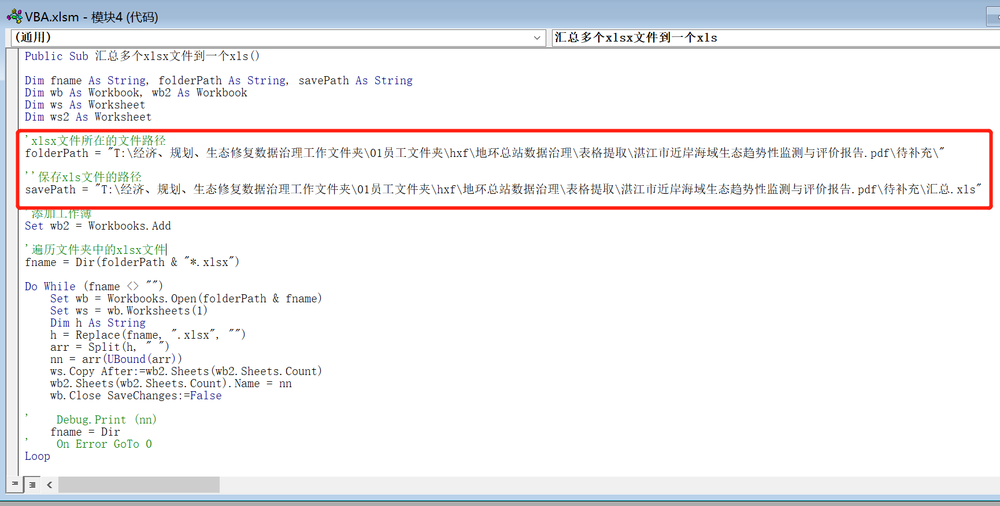 VBA.xlsm - 模块4 (代码)
(通用)
汇总多个xlsx文件到一个xls
Public Sub 汇总多个xlsx文件到一个xls()
Dim fname As String, folderPath As String, savePath As String
Dim wb As Workbook, wb2 As Workbook
Dim ws As Worksheet
Dim ws2 As Worksheet
'xlsx文件所在的文件路径
folderPath = "T:\经济、规划、生态修复数据治理工作文件夹\01员工文件夹\hxf\地环总站数据治理\表格提取\湛江市近岸海域生态趋势性监测与评价报告.pdf\待补充\"
''保存xls文件的路径
savePath = "T:\经济、规划、生态修复数据治理工作文件夹\01员工文件夹\hxf\地环总站数据治理\表格提取\湛江市近岸海域生态趋势性监测与评价报告.pdf\待补充\汇总.xls"
'添加工作薄
Set wb2 = Workbooks.Add
'遍历文件夹中的xlsx文件
fname = Dir(folderPath & "*.xlsx")
Do While (fname <> "")
Set wb = Workbooks.Open(folderPath & fname)
Set ws = wb.Worksheets(1)
Dim h As String
h = Replace(fname, ".xlsx", "")
arr = Split(h, " ")
nn = arr(UBound(arr))
ws.Copy After:=wb2.Sheets(wb2.Sheets.Count)
wb2.Sheets(wb2.Sheets.Count).Name = nn
wb.Close SaveChanges:=False
' Debug.Print (nn)
fname = Dir
' On Error GoTo 0
Loop